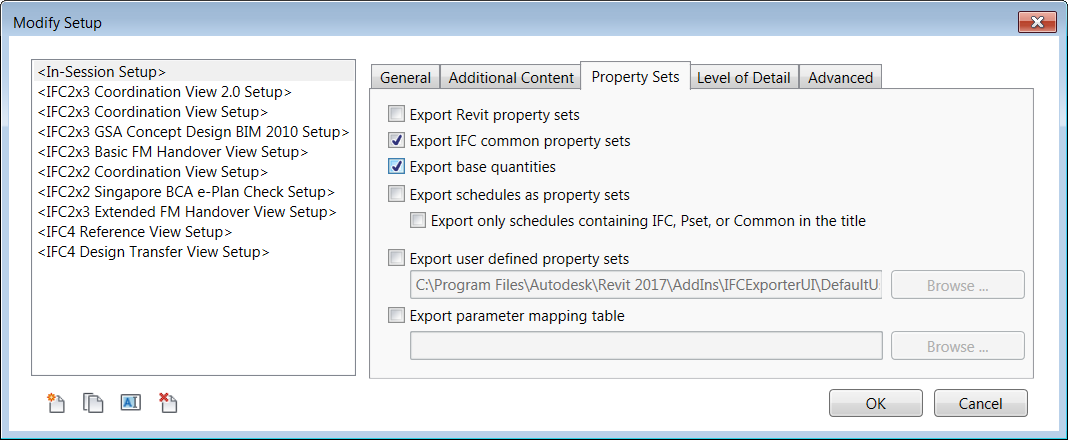 Modify Setup
<In-Session Setup>
<IFC2x3 Coordination View 2.0 Setup>
<IFC2x3 Coordination View Setup>
<IFC2x3 GSA Concept Design BIM 2010 Setup>
<IFC2x3 Basic FM Handover View Setup>
<IFC2x2 Coordination View Setup>
<IFC2x2 Singapore BCA e-Plan Check Setup>
<IFC2x3 Extended FM Handover View Setup>
<IFC4 Reference View Setup>
<IFC4 Design Transfer View Setup>
General Additional Content Property Sets Level of Detail Advanced
Export Revit property sets
Export IFC common property sets
Export base quantities
Export schedules as property sets
Export only schedules containing IFC, Pset, or Common in the title
Export user defined property sets
C:\Program Files\Autodesk\Revit 2017\AddIns\IFCExporterUI\DefaultU Browse ...
Export parameter mapping table
Browse ...
AI
OK Cancel